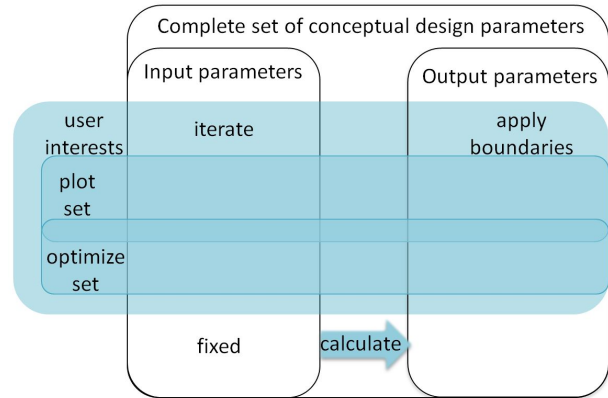 Complete set of conceptual design parameters
Input parameters
Output parameters
user
interests
iterate
apply
boundaries
plot
set
optimize
set
fixed
calculate